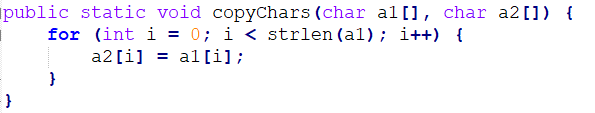 public static void copyChars(char a1[], char a2[]) {
    for (int i = 0; i < strlen(a1); i++) {
        a2[i] = a1[i];
    }
}